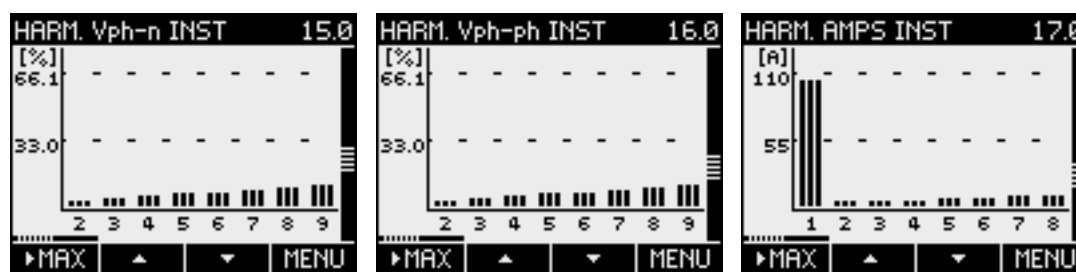 HARM. Vph-n INST 15.0
[%]
66.1
33.0
2 3 4 5 6 7 8 9
▸MAX ▲ ▼ MENU
HARM. Vph-ph INST 16.0
[%]
66.1
33.0
2 3 4 5 6 7 8 9
▸MAX ▲ ▼ MENU
HARM. AMPS INST 17.0
[A]
110
55
1 2 3 4 5 6 7 8
▸MAX ▲ ▼ MENU